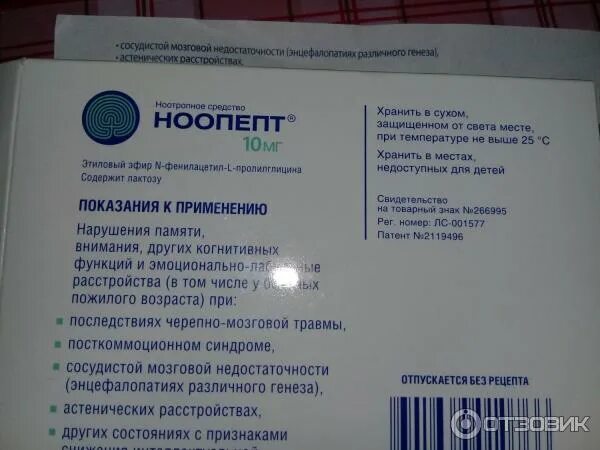 • сосудистой мозговой недостаточности (энцефалопатиях различного генеза),
• астенических расстройствах,
Ноотропное средство
НООПЕПТ®
10 мг
Этиловый эфир N-фенилацетил-L-пролилглицина
Содержит лактозу
ПОКАЗАНИЯ К ПРИМЕНЕНИЮ
Нарушения памяти,
внимания, других когнитивных
функций и эмоционально-лабильные
расстройства (в том числе у больных
пожилого возраста) при:
▪ последствиях черепно-мозговой травмы,
▪ посткоммоционном синдроме,
▪ сосудистой мозговой недостаточности
(энцефалопатиях различного генеза),
▪ астенических расстройствах,
▪ других состояниях с признаками
снижения интеллектуальной
Хранить в сухом,
защищенном от света месте,
при температуре не выше 25 °C
Хранить в местах,
недоступных для детей
Свидетельство
на товарный знак №266995
Рег. номер: ЛС-001577
Патент №2119496
ОТПУСКАЕТСЯ БЕЗ РЕЦЕПТА
ОТЗОВИК